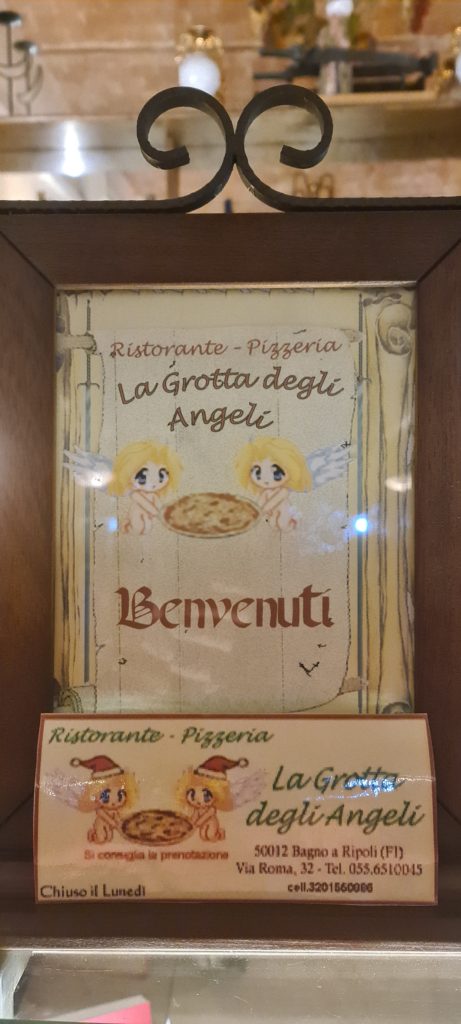 Ristorante - Pizzeria
La Grotta degli
Angeli
Benvenuti
Ristorante - Pizzeria
La Grotta
degli Angeli
Si consiglia la prenotazione
50012 Bagno a Ripoli (FI)
Via Roma, 32 - Tel. 055.6510045
Chiuso il Lunedì
cell.